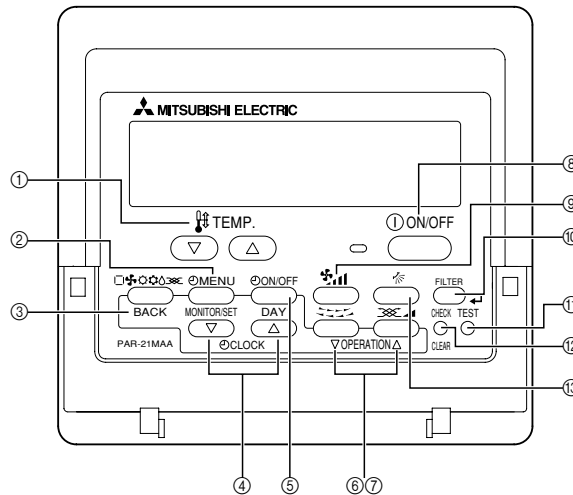 MITSUBISHI ELECTRIC
① TEMP. ON/OFF ⑧
⑨
② MENU ON/OFF FILTER ⑩
③ BACK MONITOR/SET DAY CHECK TEST ⑪
PAR-21MAA CLOCK ▽OPERATION△ CLEAR ⑫
⑬
④ ⑤ ⑥⑦